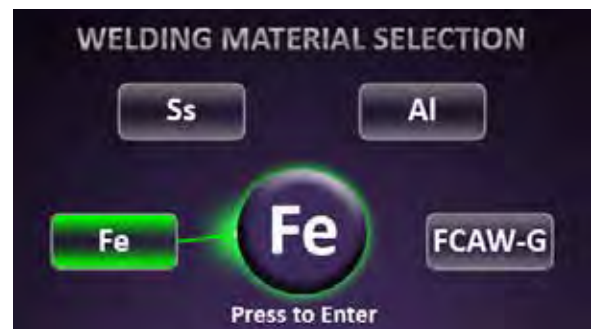 WELDING MATERIAL SELECTION
Ss
Al
Fe
Fe
FCAW-G
Press to Enter